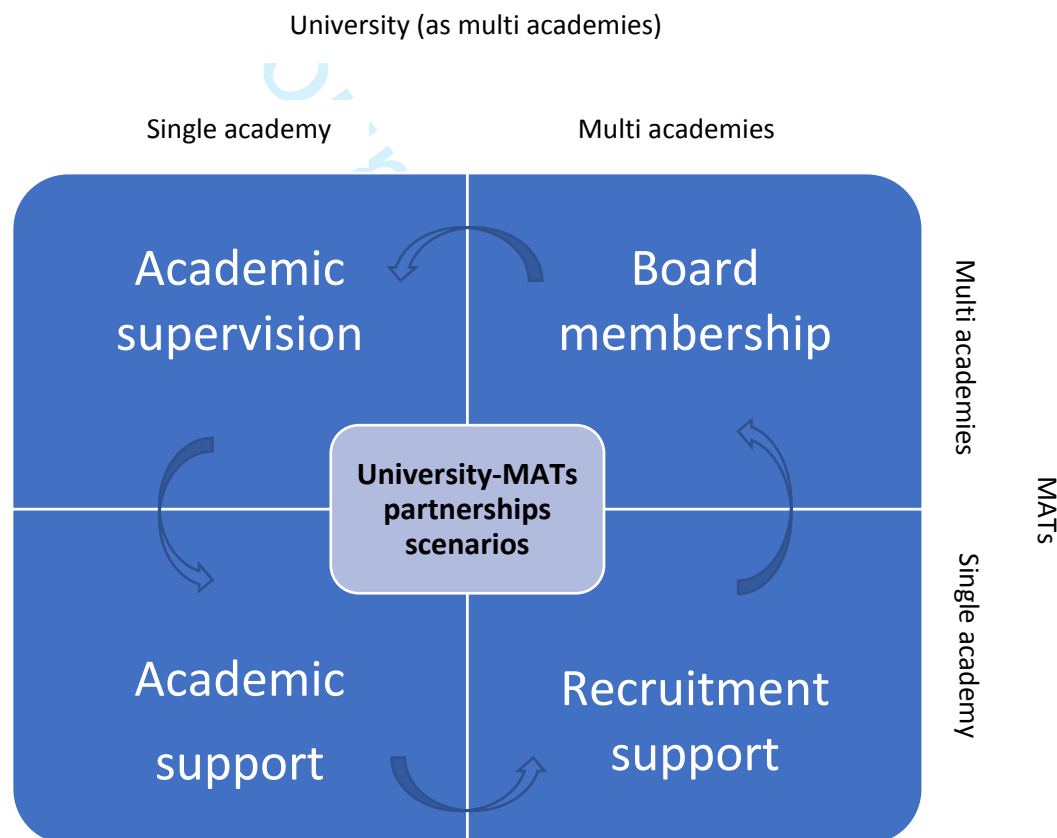 University (as multi academies)
Single academy
Multi academies
Academic
supervision
Board
membership
Multi academies
University-MATs
partnerships
scenarios
MATs
Academic
support
Recruitment
support
Single academy